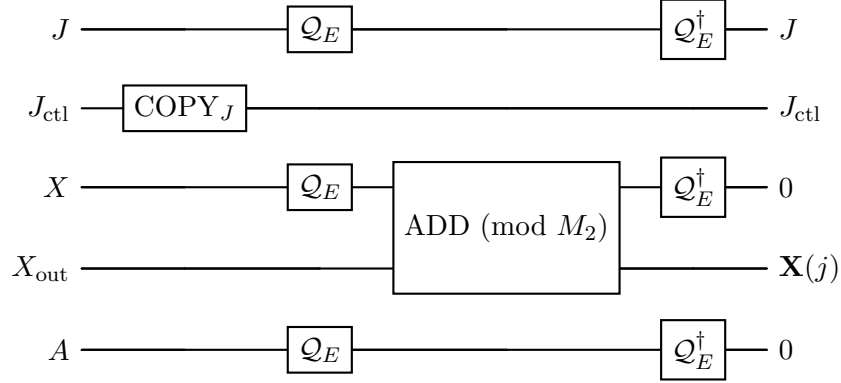 J 𝒬_E 𝒬_E^† J
J_ctl COPY_J J_ctl
X 𝒬_E 𝒬_E^† 0
ADD (mod M_2)
X_out 𝐗(j)
A 𝒬_E 𝒬_E^† 0